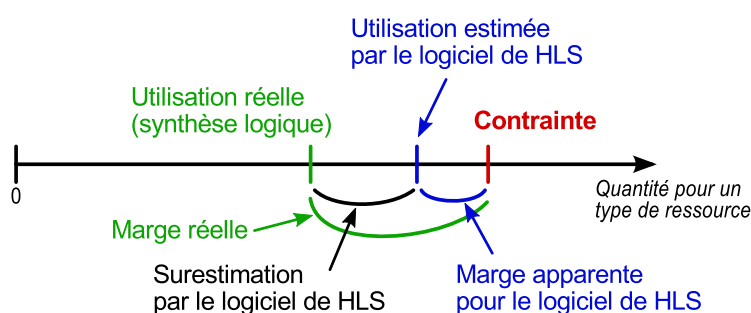 Utilisation estimée
par le logiciel de HLS
Utilisation réelle
(synthèse logique)
Contrainte
0
Quantité pour un
type de ressource
Marge réelle
Surestimation
par le logiciel de HLS
Marge apparente
pour le logiciel de HLS